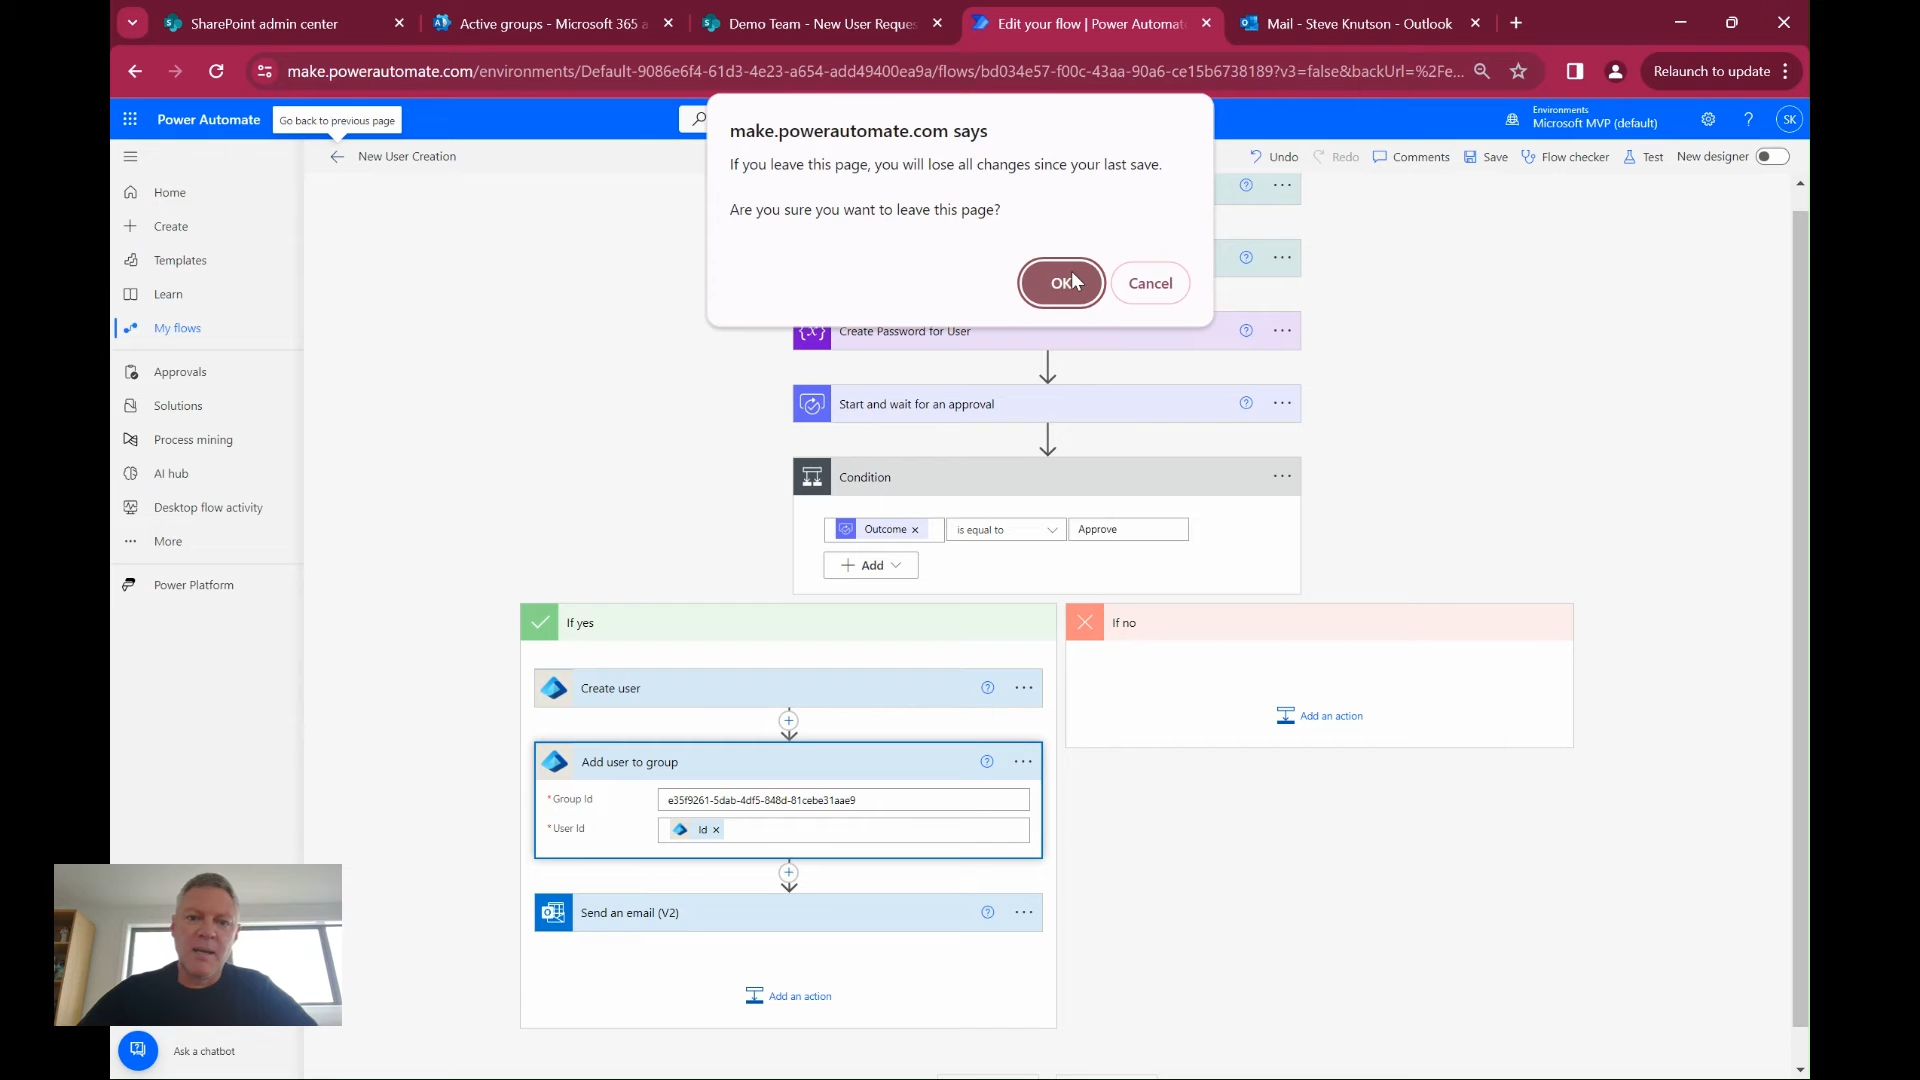 SharePoint admin center
Active groups - Microsoft 365 a
Demo Team - New User Reques
Edit your flow | Power Automat
Mail - Steve Knutson - Outlook
make.powerautomate.com/environments/Default-9086e6f4-61d3-4e23-a654-add49400ea9a/flows/bd034e57-f00c-43aa-90a6-ce15b6738189?v3=false&backUrl=%2Fe...
Relaunch to update
Power Automate
Go back to previous page
Environments
Microsoft MVP (default)
SK
New User Creation
Undo
Redo
Comments
Save
Flow checker
Test
New designer
make.powerautomate.com says
If you leave this page, you will lose all changes since your last save.
Are you sure you want to leave this page?
OK
Cancel
Home
Create
Templates
Learn
My flows
Approvals
Solutions
Process mining
AI hub
Desktop flow activity
More
Power Platform
Ask a chatbot
Create Password for User
Start and wait for an approval
Condition
Outcome
is equal to
Approve
Add
If yes
Create user
Add user to group
* Group Id
e35f9261-5dab-4df5-848d-81cebe31aae9
* User Id
Id
Send an email (V2)
Add an action
If no
Add an action